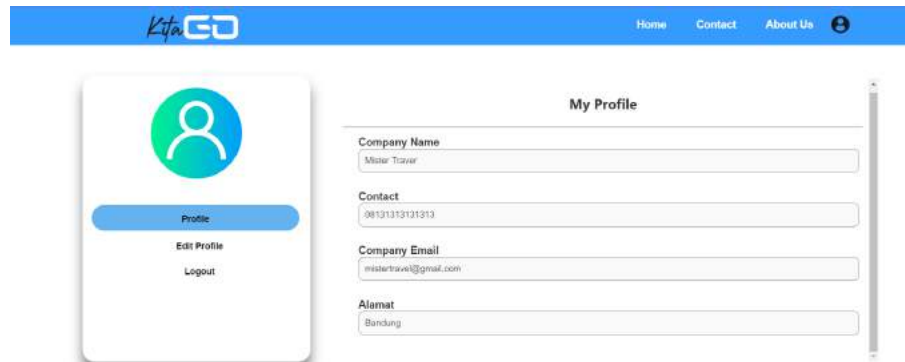 KitaGO
Home Contact About Us
Profile
Edit Profile
Logout
My Profile
Company Name
Mister Traver
Contact
08131313131313
Company Email
mistertravel@gmail.com
Alamat
Bandung